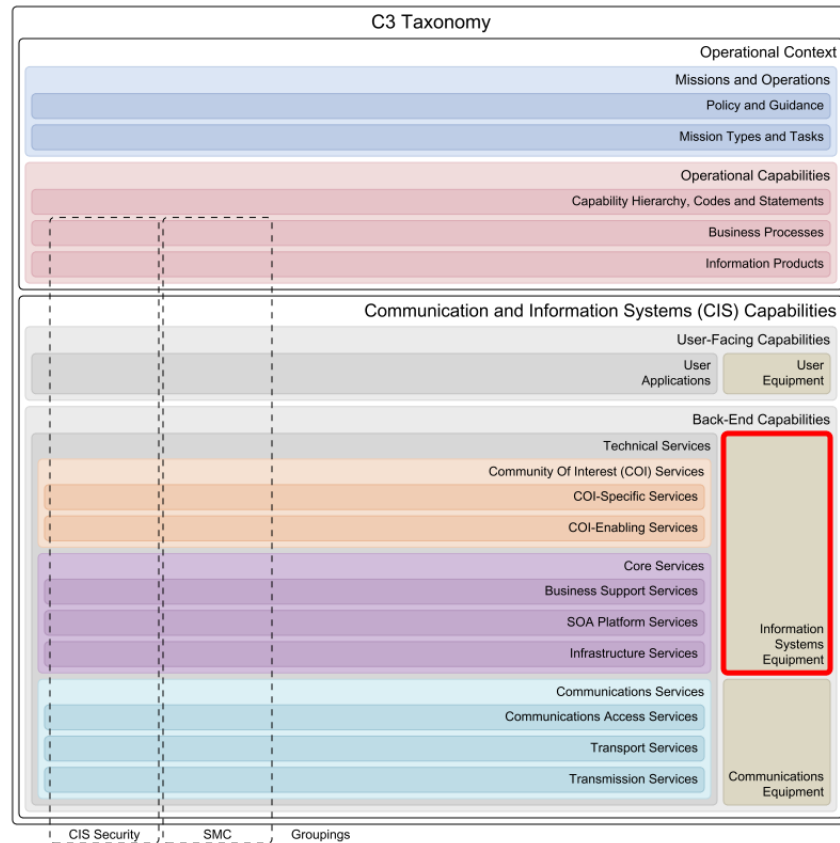 C3 Taxonomy
Operational Context
Missions and Operations
Policy and Guidance
Mission Types and Tasks
Operational Capabilities
Capability Hierarchy, Codes and Statements
Business Processes
Information Products
Communication and Information Systems (CIS) Capabilities
User-Facing Capabilities
User
Applications
User
Equipment
Back-End Capabilities
Technical Services
Community Of Interest (COI) Services
COI-Specific Services
COI-Enabling Services
Core Services
Business Support Services
SOA Platform Services
Infrastructure Services
Information
Systems
Equipment
Communications Services
Communications Access Services
Transport Services
Transmission Services
Communications
Equipment
CIS Security
SMC
Groupings